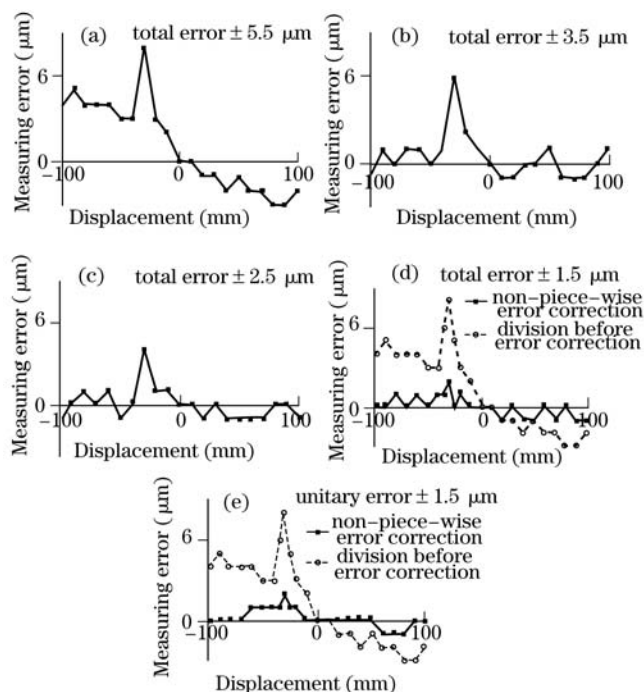 (a) total error ± 5.5 μm
Measuring error ( μm)
6
0
-100
0
100
Displacement (mm)
(b) total error ± 3.5 μm
Measuring error ( μm)
6
0
-100
0
100
Displacement (mm)
(c) total error ± 2.5 μm
Measuring error ( μm)
6
0
-100
0
100
Displacement (mm)
(d) total error ± 1.5 μm
non-piece-wise
error correction
division before
error correction
Measuring error ( μm)
6
0
-100
0
100
Displacement (mm)
(e) unitary error ± 1.5 μm
non-piece-wise
error correction
division before
error correction
Measuring error ( μm)
6
0
-100
0
100
Displacement (mm)